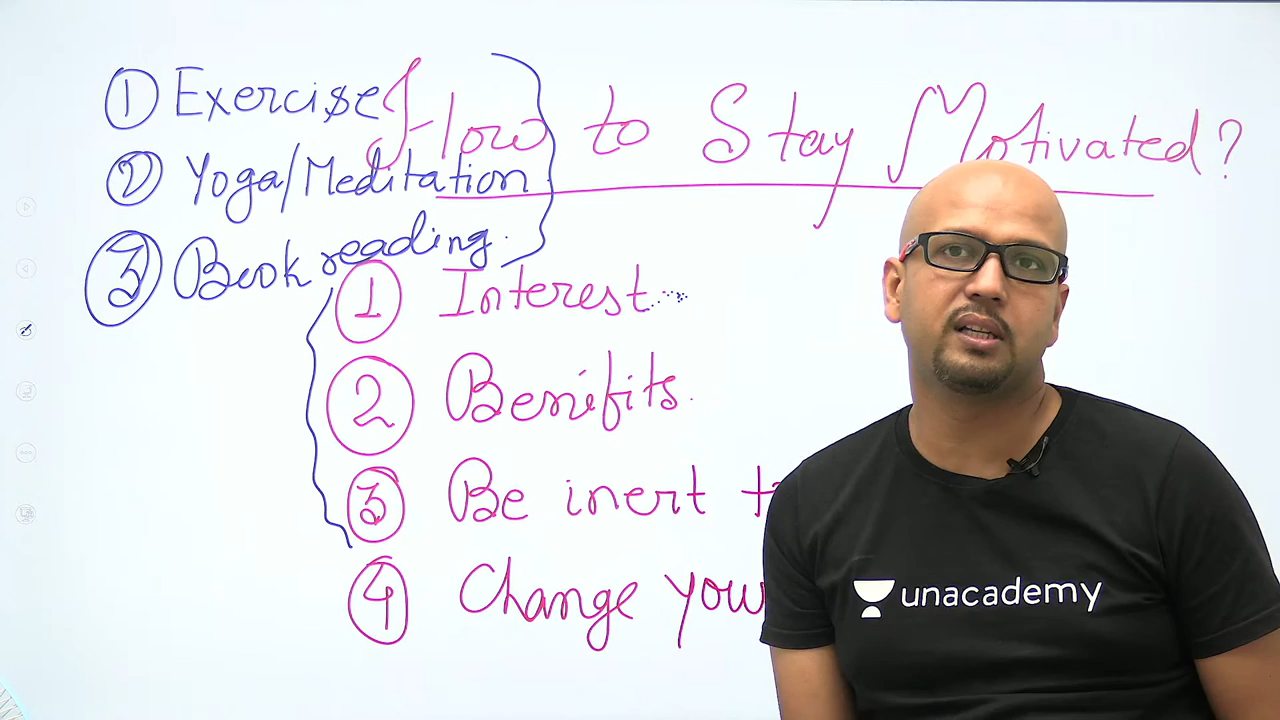 ① Exercise
How to Stay Motivated?
② Yoga/Meditation
③ Book reading.
① Interest...
② Benifits.
③ Be inert
④ Change your
unacademy